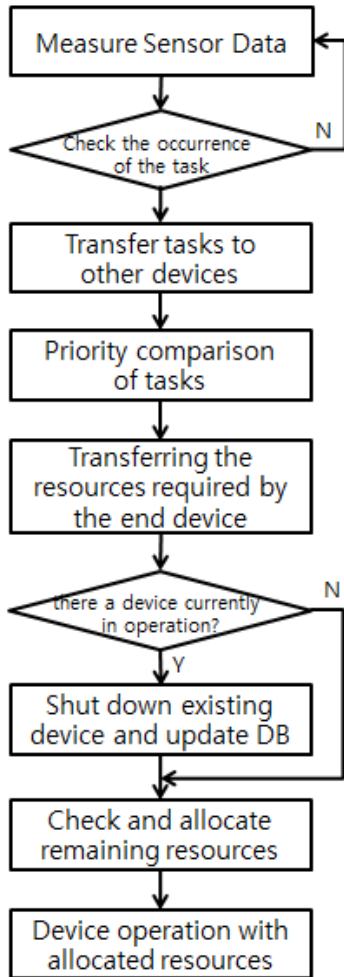 Measure Sensor Data
N
Check the occurrence
of the task
Transfer tasks to
other devices
Priority comparison
of tasks
Transferring the
resources required by
the end device
N
there a device currently
in operation?
Y
Shut down existing
device and update DB
Check and allocate
remaining resources
Device operation with
allocated resources